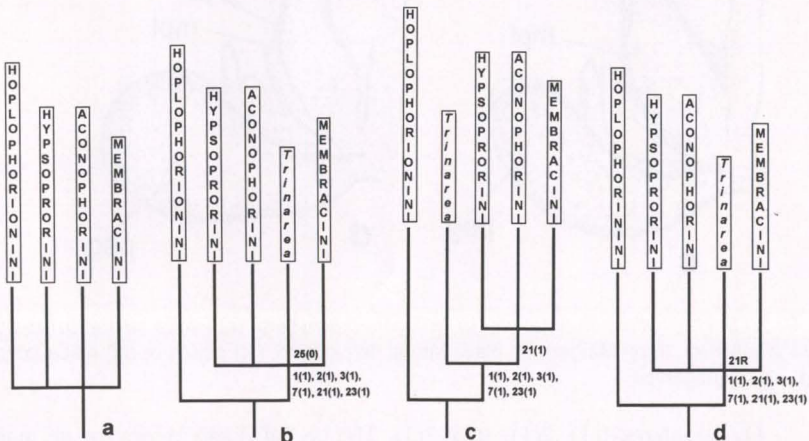 HOPLOPHORIONINI
HYPSOPRORINI
ACONOPHORINI
MEMBRACINI
a
HOPLOPHORIONINI
HYPSOPRORINI
ACONOPHORINI
Trinarea
MEMBRACINI
25(0)
1(1), 2(1), 3(1),
7(1), 21(1), 23(1)
b
HOPLOPHORIONINI
Trinarea
HYPSOPRORINI
ACONOPHORINI
MEMBRACINI
21(1)
1(1), 2(1), 3(1),
7(1), 23(1)
c
HOPLOPHORIONINI
HYPSOPRORINI
ACONOPHORINI
Trinarea
MEMBRACINI
21R
1(1), 2(1), 3(1),
7(1), 21(1), 23(1)
d